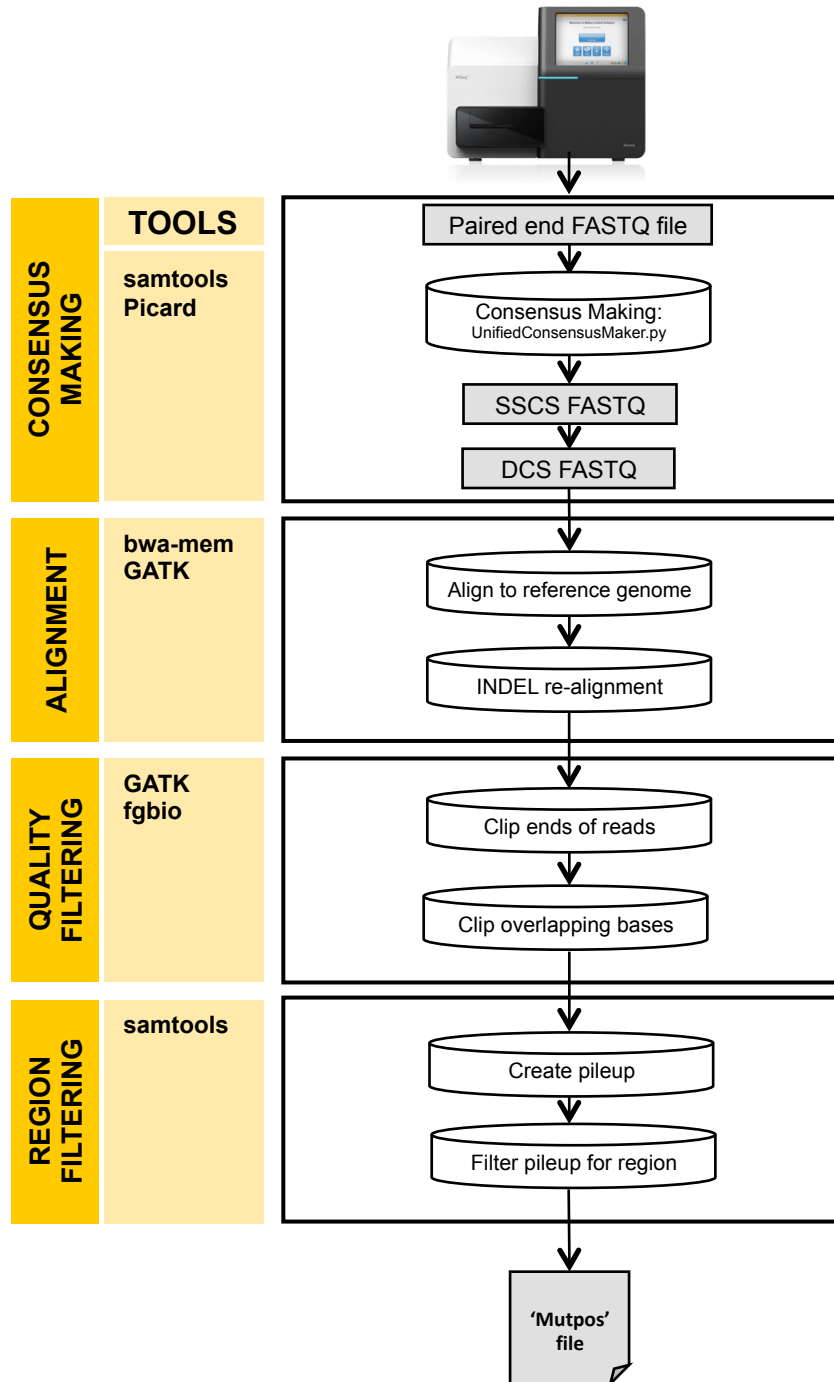 TOOLS
Paired end FASTQ file
CONSENSUS
MAKING
samtools
Picard
Consensus Making:
UnifiedConsensusMaker.py
SSCS FASTQ
DCS FASTQ
ALIGNMENT
bwa-mem
GATK
Align to reference genome
INDEL re-alignment
QUALITY
FILTERING
GATK
fgbio
Clip ends of reads
Clip overlapping bases
REGION
FILTERING
samtools
Create pileup
Filter pileup for region
‘Mutpos’
file